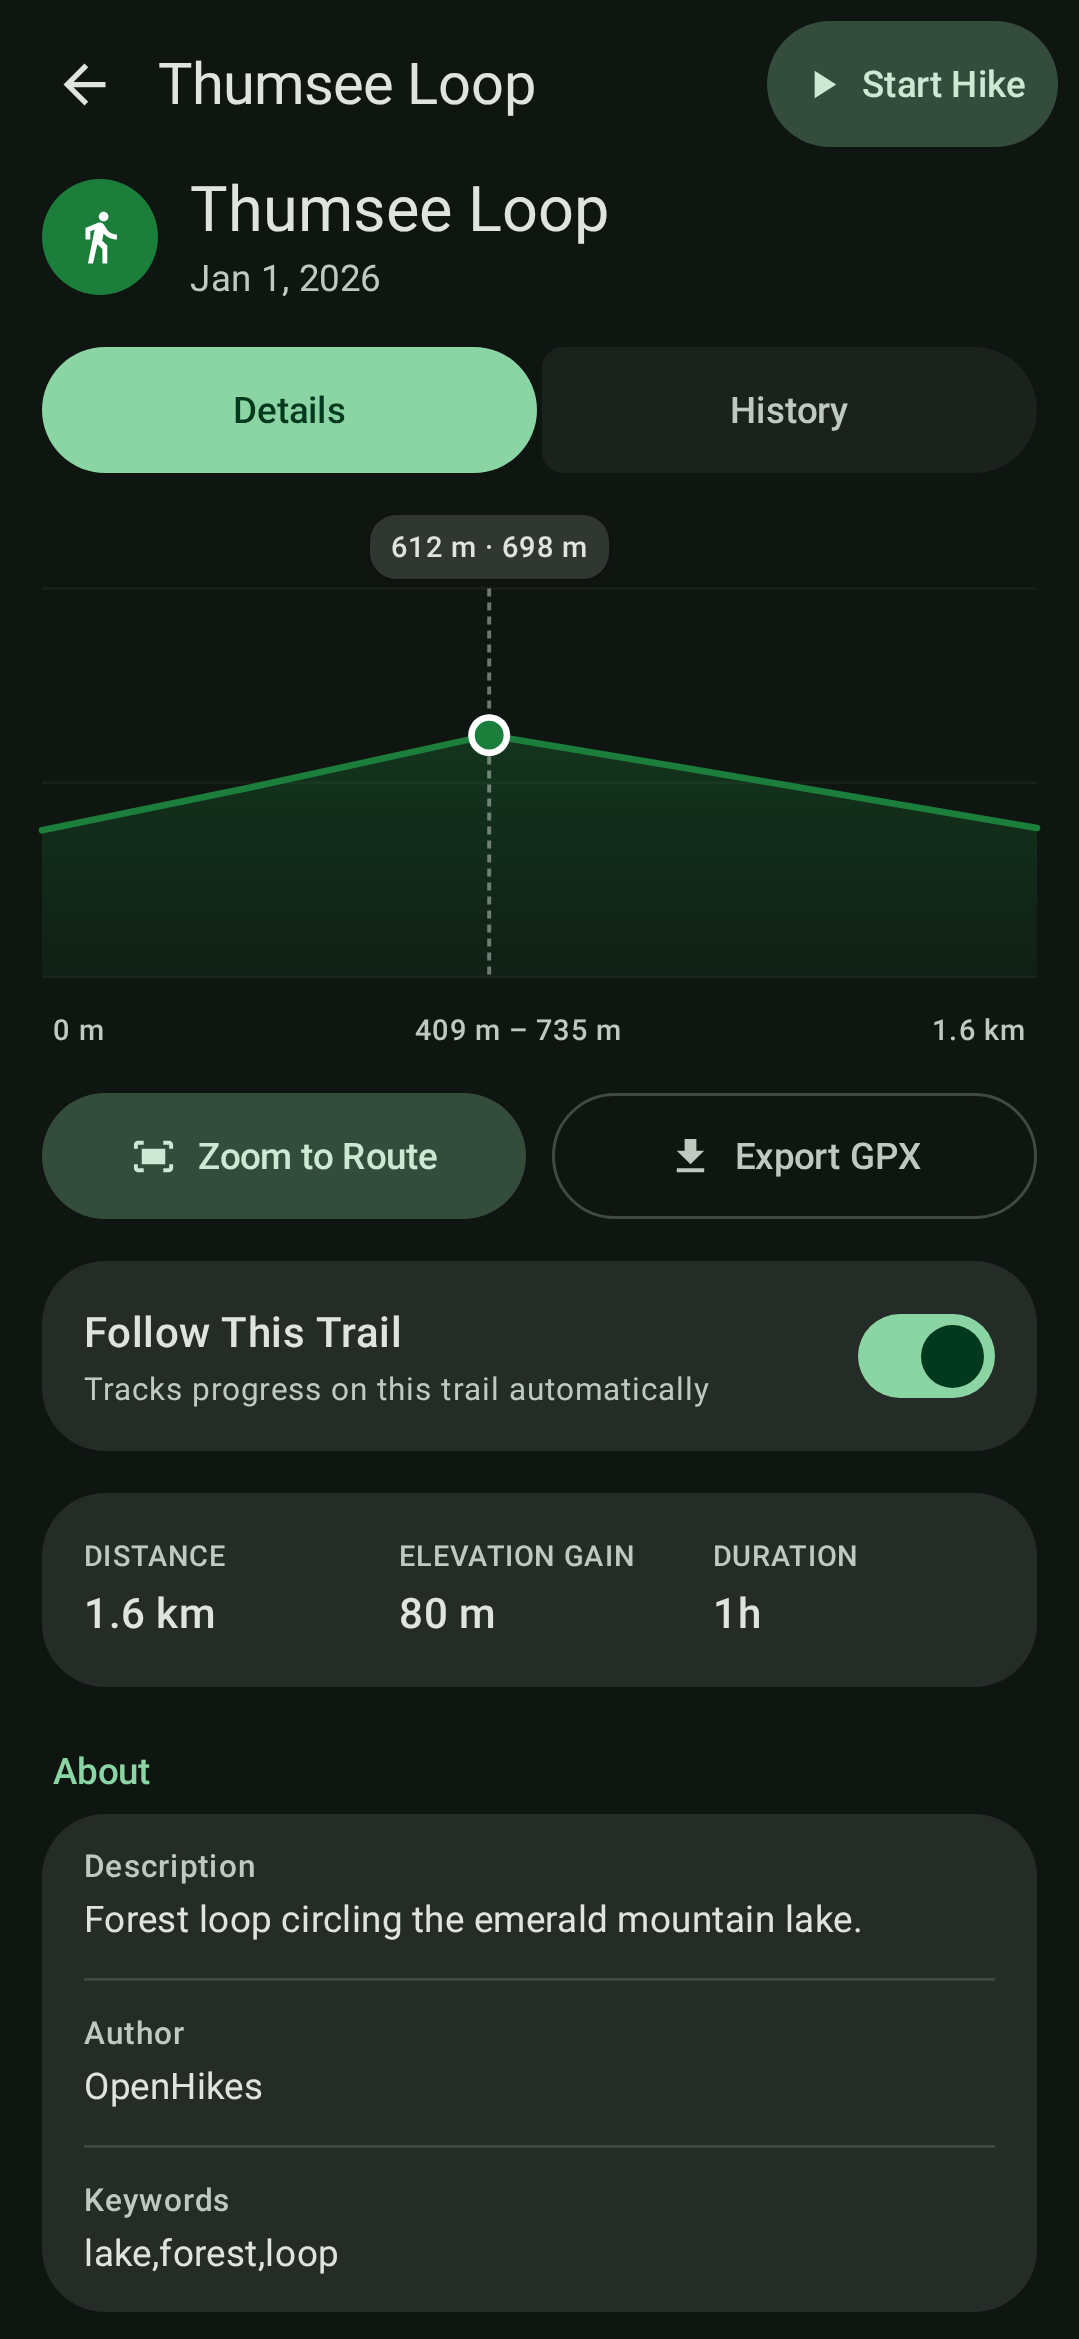 Thumsee Loop
Start Hike
Thumsee Loop
Jan 1, 2026
Details
History
612 m · 698 m
0 m
409 m – 735 m
1.6 km
Zoom to Route
Export GPX
Follow This Trail
Tracks progress on this trail automatically
DISTANCE
ELEVATION GAIN
DURATION
1.6 km
80 m
1h
About
Description
Forest loop circling the emerald mountain lake.
Author
OpenHikes
Keywords
lake,forest,loop